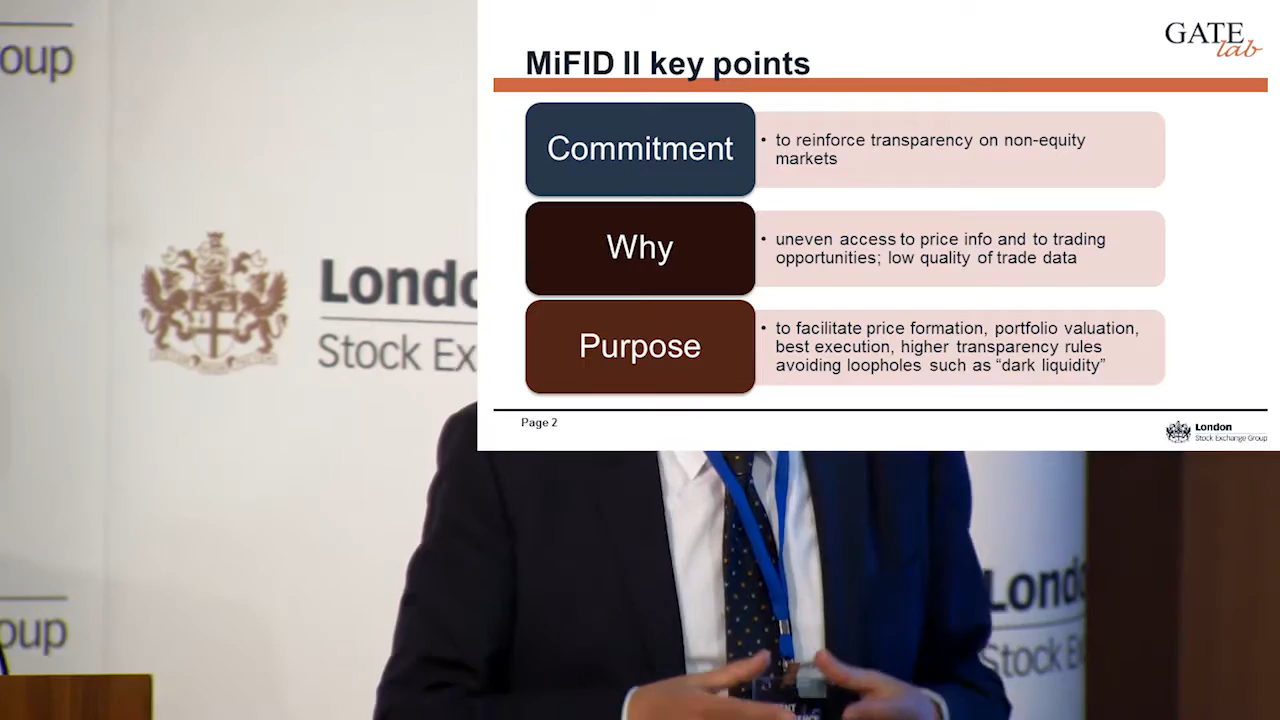 oup
London
Stock Ex
MiFID II key points
GATE
lab
Commitment
• to reinforce transparency on non-equity
markets
Why
• uneven access to price info and to trading
opportunities; low quality of trade data
Purpose
• to facilitate price formation, portfolio valuation,
best execution, higher transparency rules
avoiding loopholes such as “dark liquidity”
Page 2
London
Stock Exchange Group
oup
Londo
Stock E